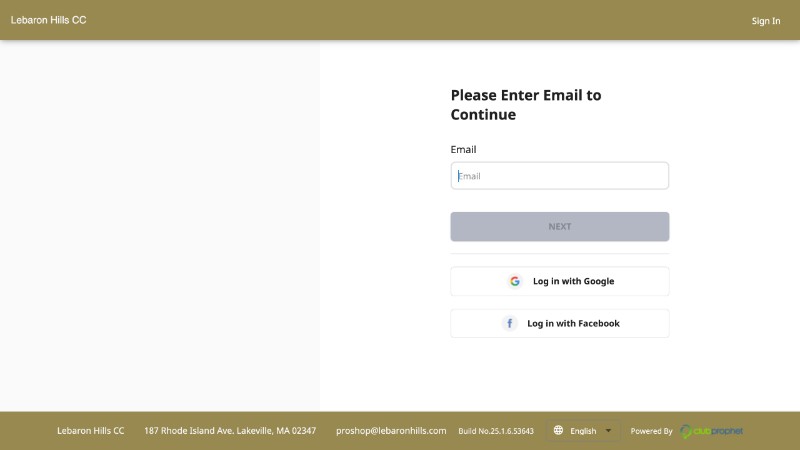 Lebaron Hills CC
Sign In
Please Enter Email to
Continue
Email
Email
NEXT
Log in with Google
Log in with Facebook
Lebaron Hills CC 187 Rhode Island Ave. Lakeville, MA 02347 proshop@lebaronhills.com Build No.25.1.6.53643 English Powered By clubprophet